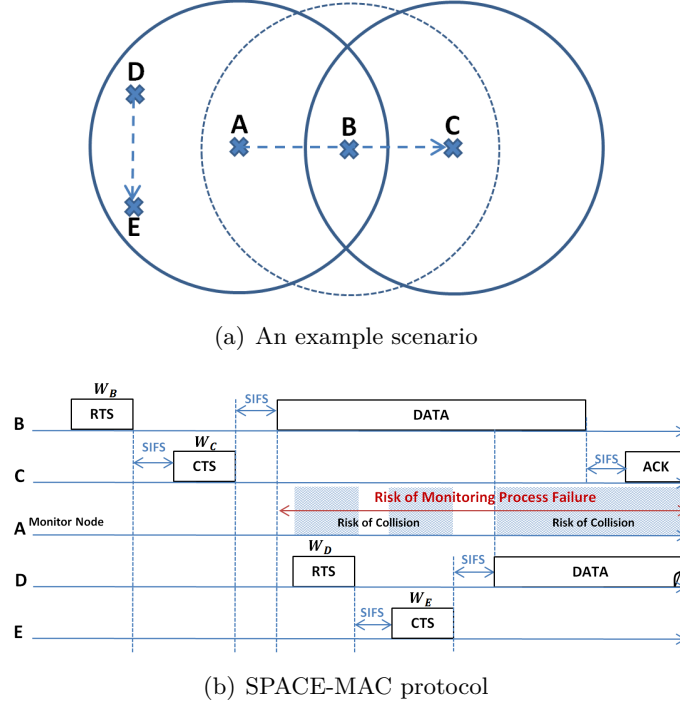 D
A
B
C
E
(a) An example scenario
W_B
RTS
SIFS
DATA
B
SIFS
W_C
CTS
SIFS
ACK
C
Risk of Monitoring Process Failure
A Monitor Node
Risk of Collision
Risk of Collision
W_D
RTS
SIFS
DATA
D
SIFS
W_E
CTS
E
(b) SPACE-MAC protocol